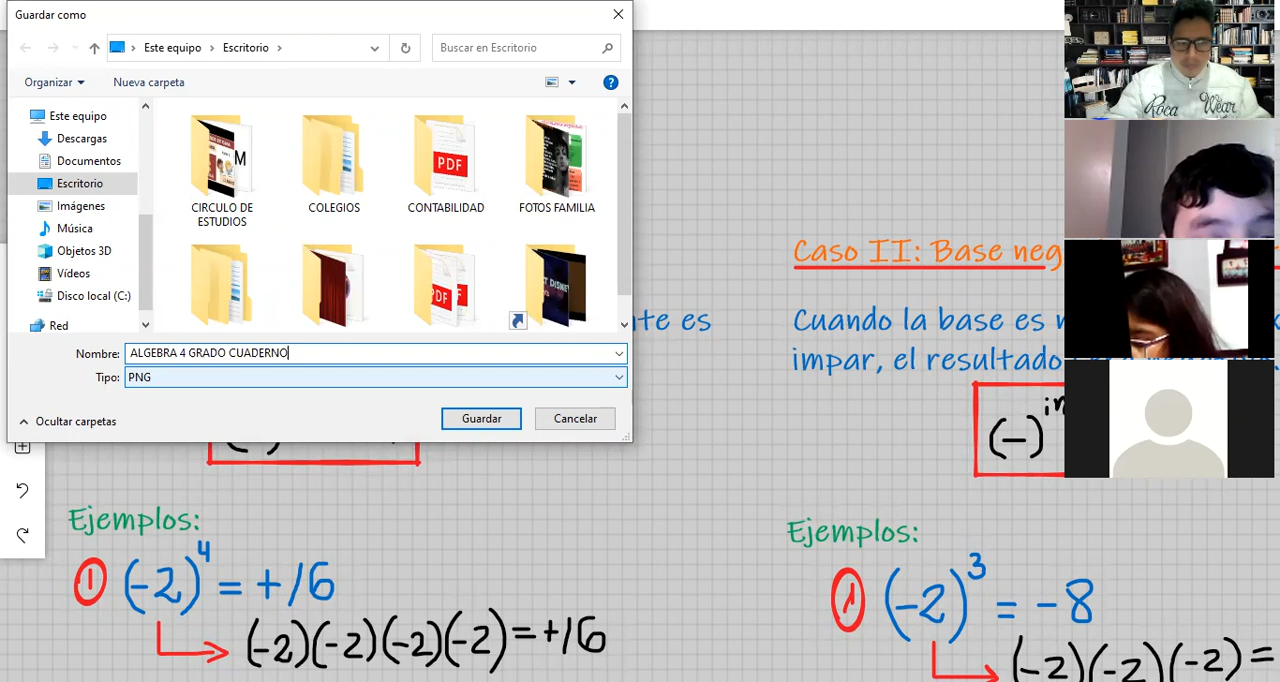 Guardar como
Este equipo
Escritorio
Buscar en Escritorio
Organizar
Nueva carpeta
Este equipo
Descargas
Documentos
Escritorio
Imágenes
Música
Objetos 3D
Vídeos
Disco local (C:)
Red
M
PDF
CIRCULO DE
ESTUDIOS
COLEGIOS
CONTABILIDAD
FOTOS FAMILIA
PDF
Nombre:
ALGEBRA 4 GRADO CUADERNO
Tipo:
PNG
Ocultar carpetas
Guardar
Cancelar
Roca Wear
Caso II: Base neg
te es
Cuando la base es
impar, el resultado
(-)
Ejemplos:
① (-2)⁴ = +16
(-2)(-2)(-2)(-2) = +16
Ejemplos:
① (-2)³ = -8
(-2)(-2)(-2) =